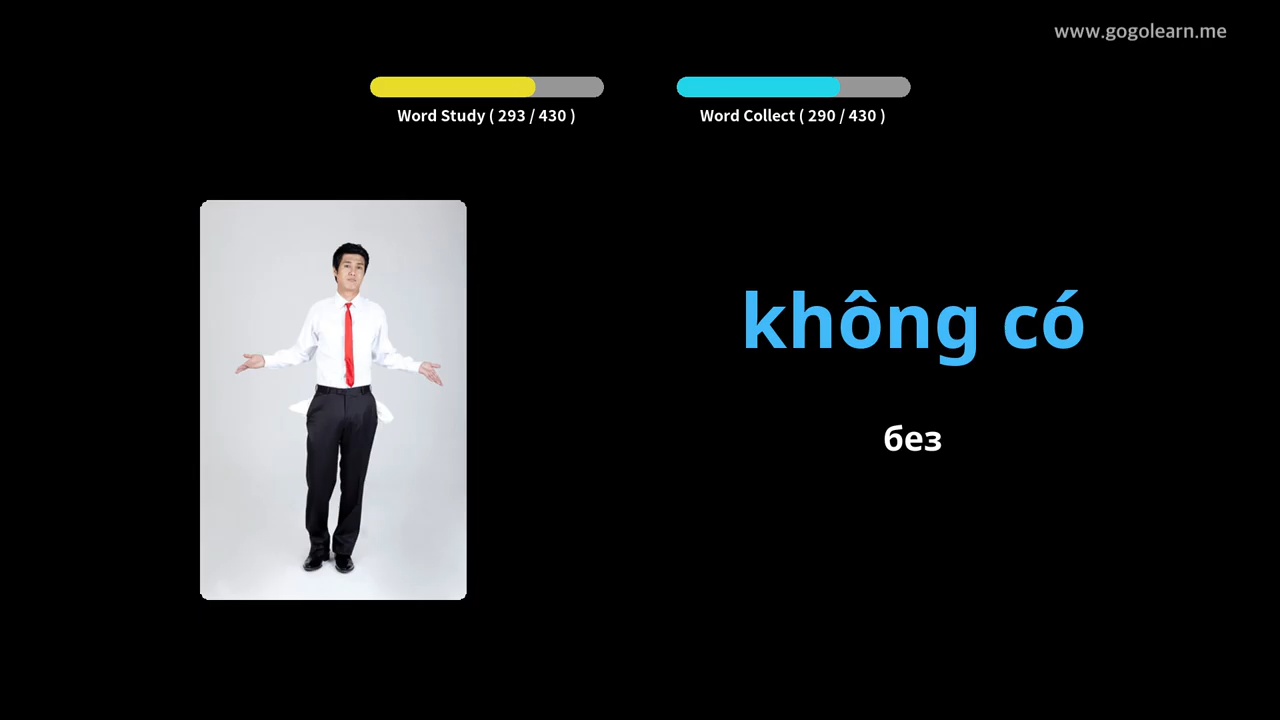 www.gogolearn.me
Word Study ( 293 / 430 )
Word Collect ( 290 / 430 )
không có
без